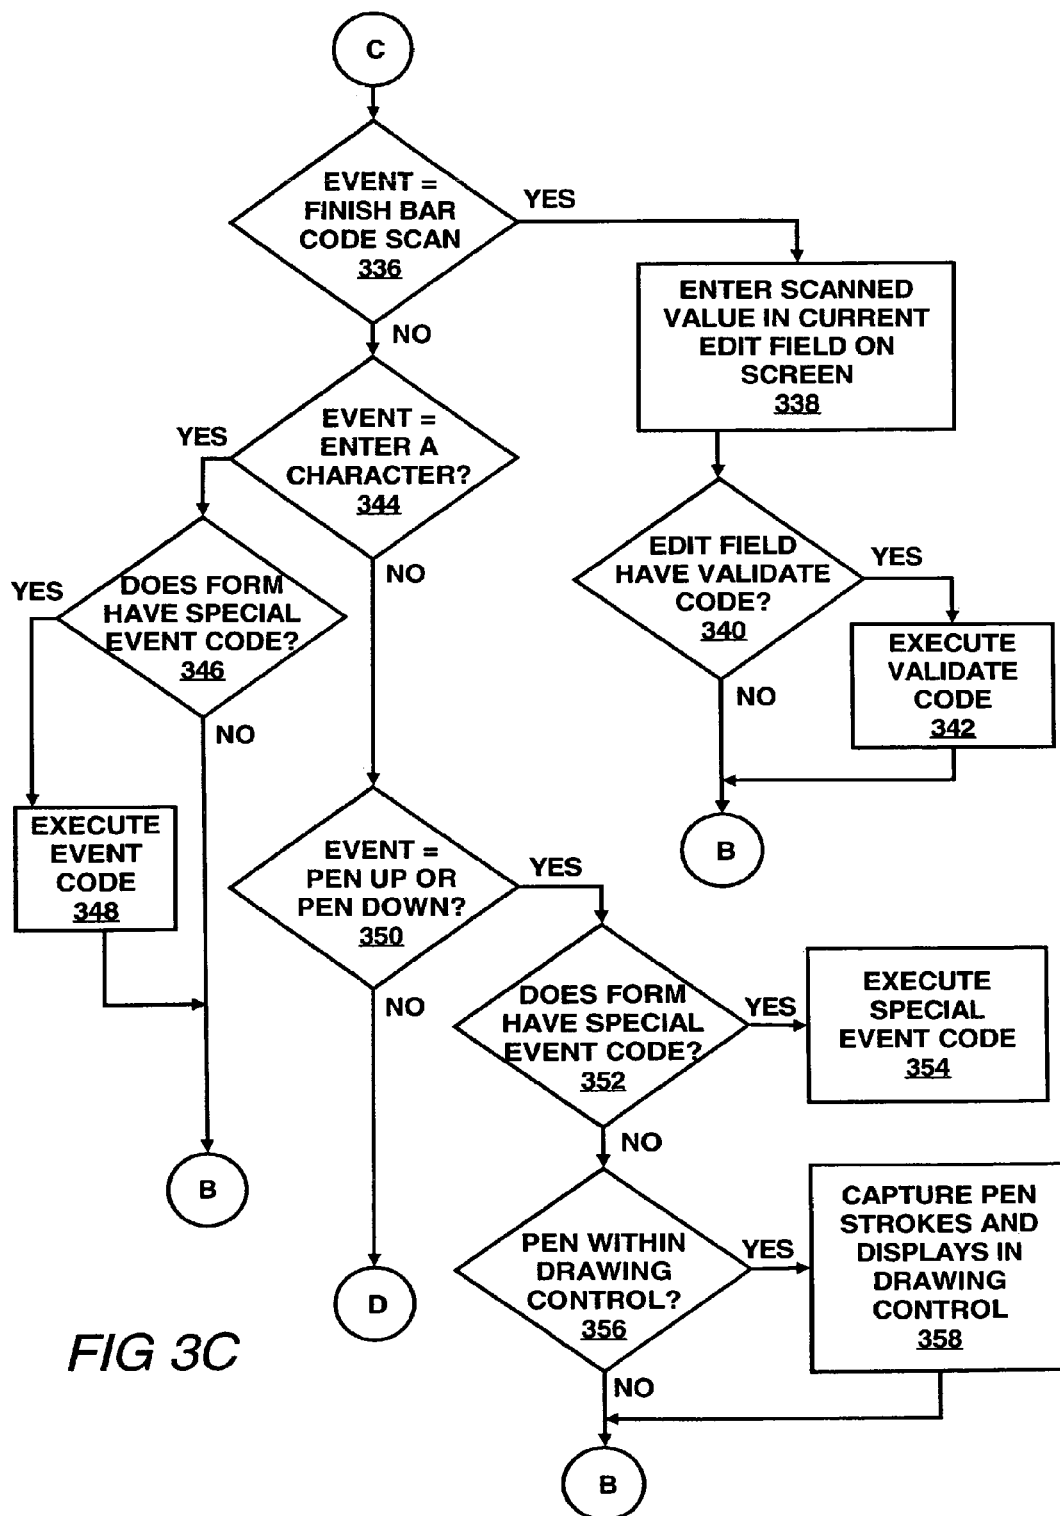 C
EVENT =
FINISH BAR
CODE SCAN
336
YES
NO
ENTER SCANNED
VALUE IN CURRENT
EDIT FIELD ON
SCREEN
338
EVENT =
ENTER A
CHARACTER?
344
YES
NO
EDIT FIELD
HAVE VALIDATE
CODE?
340
YES
NO
EXECUTE
VALIDATE
CODE
342
B
DOES FORM
HAVE SPECIAL
EVENT CODE?
346
YES
NO
EXECUTE
EVENT
CODE
348
B
EVENT =
PEN UP OR
PEN DOWN?
350
YES
NO
DOES FORM
HAVE SPECIAL
EVENT CODE?
352
YES
NO
EXECUTE
SPECIAL
EVENT CODE
354
PEN WITHIN
DRAWING
CONTROL?
356
YES
NO
CAPTURE PEN
STROKES AND
DISPLAYS IN
DRAWING
CONTROL
358
D
B
FIG 3C